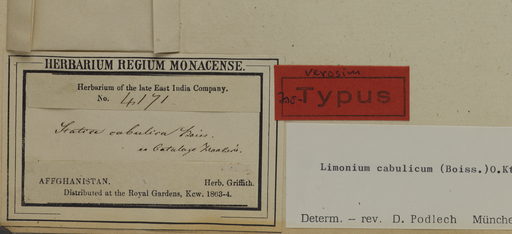 HERBARIUM REGIUM MONACENSE.
Herbarium of the late East India Company.
No. 4171
Statice cabulica Boiss.
AFFGHANISTAN. Herb. Griffith.
Distributed at the Royal Gardens, Kew. 1863-4.
verosim
Typus
Limonium cabulicum (Boiss.)O.Kt
Determ. — rev. D. Podlech Münche